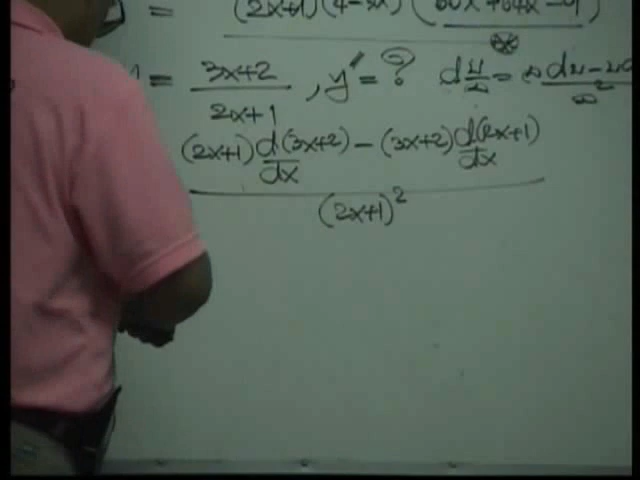 = (2x+1)(4-3x)(60x²+64x-9)
= 3x+2 / 2x+1 , y' = ? d u/v = v du - u dv / v²
(2x+1) d/dx (3x+2) - (3x+2) d/dx (2x+1)
(2x+1)²